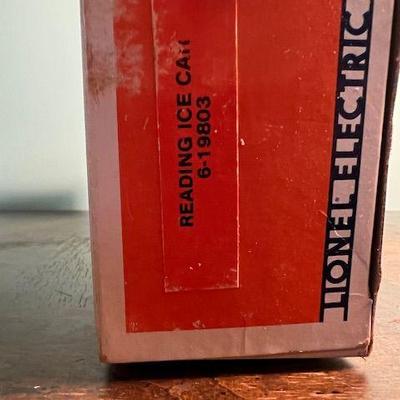 READING ICE CAR
6-19803
LIONEL ELECTRIC